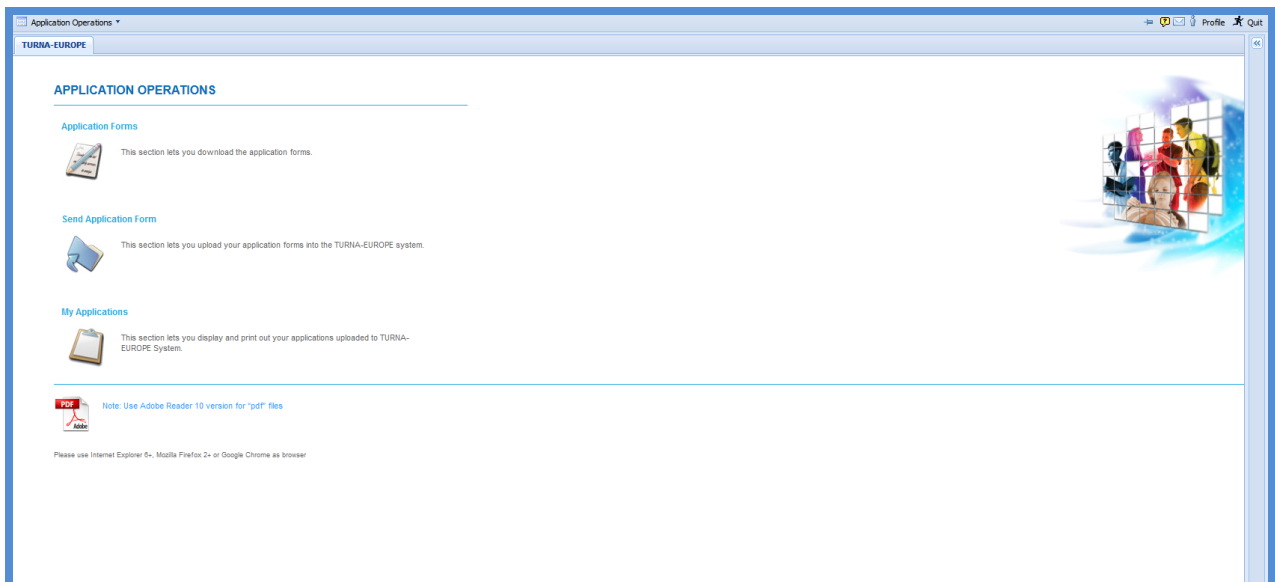 Application Operations
Profile
Quit
TURNA-EUROPE
APPLICATION OPERATIONS
Application Forms
This section lets you download the application forms.
Send Application Form
This section lets you upload your application forms into the TURNA-EUROPE system.
My Applications
This section lets you display and print out your applications uploaded to TURNA-
EUROPE System.
PDF
Adobe
Note: Use Adobe Reader 10 version for "pdf" files
Please use Internet Explorer 6+, Mozilla Firefox 2+ or Google Chrome as browser